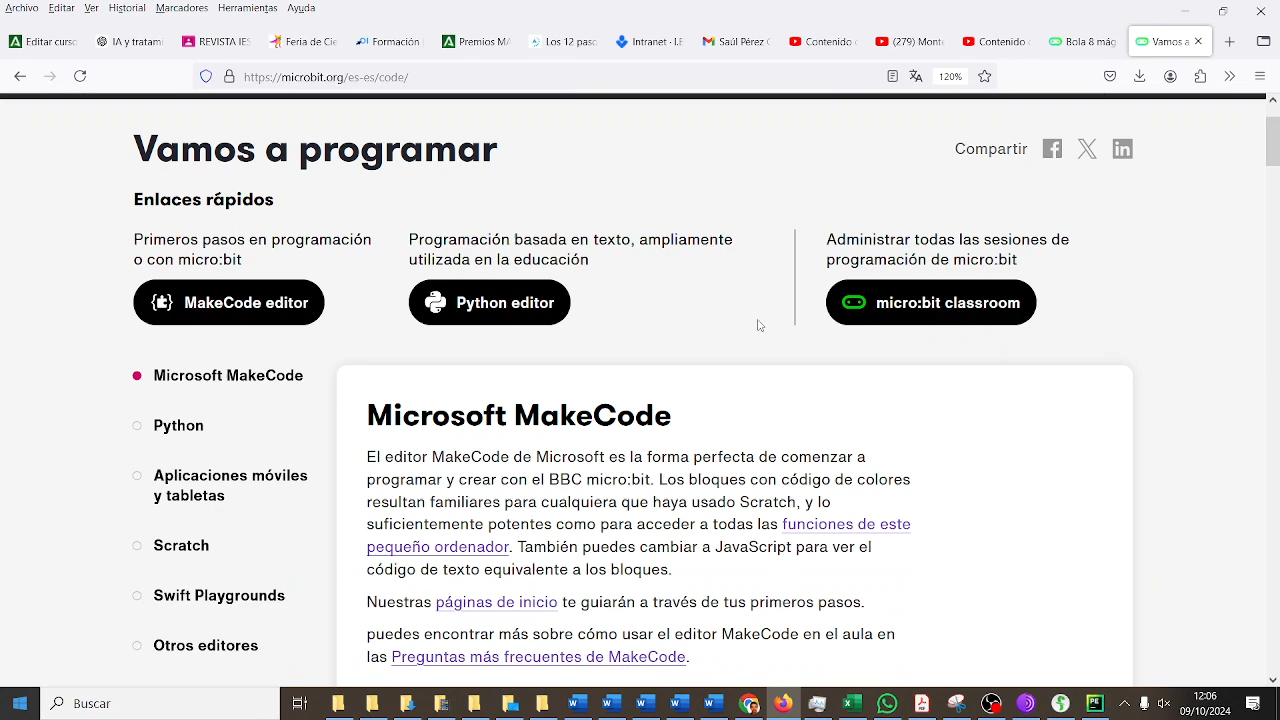 Archivo Editar Ver Historial Marcadores Herramientas Ayuda
Editar curso IA y tratami REVISTA IES Feria de Cie Formación Premios MA Los 12 paso Intranet - I.E Saúl Pérez Contenido (279) Mont Contenido Bola 8 mág Vamos a
https://microbit.org/es-es/code/ 120%
Vamos a programar
Compartir
Enlaces rápidos
Primeros pasos en programación
o con micro:bit
MakeCode editor
Programación basada en texto, ampliamente
utilizada en la educación
Python editor
Administrar todas las sesiones de
programación de micro:bit
micro:bit classroom
Microsoft MakeCode
Python
Aplicaciones móviles
y tabletas
Scratch
Swift Playgrounds
Otros editores
Microsoft MakeCode
El editor MakeCode de Microsoft es la forma perfecta de comenzar a
programar y crear con el BBC micro:bit. Los bloques con código de colores
resultan familiares para cualquiera que haya usado Scratch, y lo
suficientemente potentes como para acceder a todas las funciones de este
pequeño ordenador. También puedes cambiar a JavaScript para ver el
código de texto equivalente a los bloques.
Nuestras páginas de inicio te guiarán a través de tus primeros pasos.
puedes encontrar más sobre cómo usar el editor MakeCode en el aula en
las Preguntas más frecuentes de MakeCode.
Buscar
12:06
09/10/2024